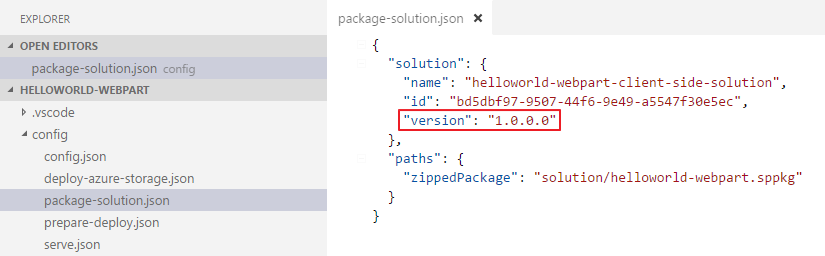 EXPLORER
OPEN EDITORS
package-solution.json config
HELLOWORLD-WEBPART
.vscode
config
config.json
deploy-azure-storage.json
package-solution.json
prepare-deploy.json
serve.json
package-solution.json ×
{
"solution": {
"name": "helloworld-webpart-client-side-solution",
"id": "bd5dbf97-9507-44f6-9e49-a5547f30e5ec",
"version": "1.0.0.0"
},
"paths": {
"zippedPackage": "solution/helloworld-webpart.sppkg"
}
}